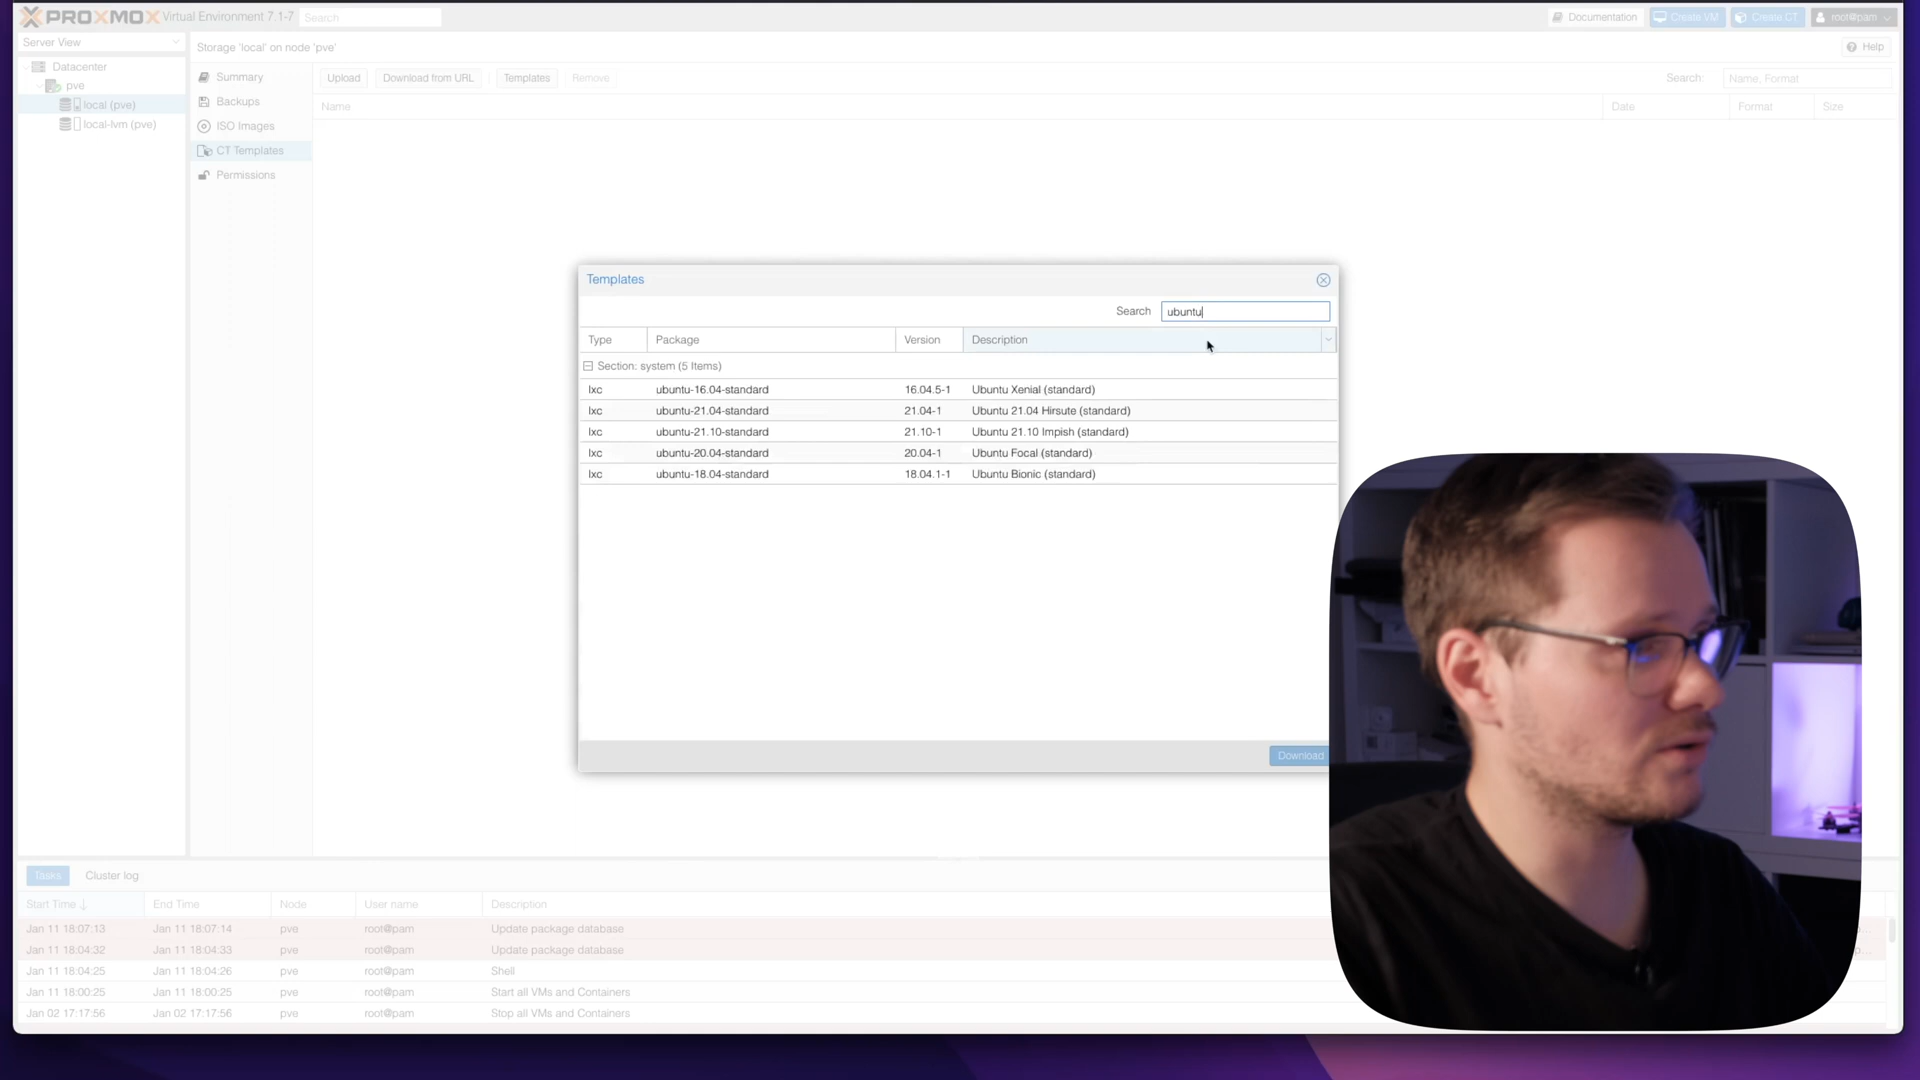 PROXMOX Virtual Environment 7.1-7 Search Documentation Create VM Create CT root@pam
Server View
Storage 'local' on node 'pve' Help
Datacenter
pve
local (pve)
local-lvm (pve)
Summary
Backups
ISO Images
CT Templates
Permissions
Upload Download from URL Templates Remove Search: Name, Format
Name Date Format Size
Templates
Search ubuntu
Type Package Version Description
Section: system (5 Items)
lxc ubuntu-16.04-standard 16.04.5-1 Ubuntu Xenial (standard)
lxc ubuntu-21.04-standard 21.04-1 Ubuntu 21.04 Hirsute (standard)
lxc ubuntu-21.10-standard 21.10-1 Ubuntu 21.10 Impish (standard)
lxc ubuntu-20.04-standard 20.04-1 Ubuntu Focal (standard)
lxc ubuntu-18.04-standard 18.04.1-1 Ubuntu Bionic (standard)
Download
Tasks Cluster log
Start Time End Time Node User name Description
Jan 11 18:07:13 Jan 11 18:07:14 pve root@pam Update package database
Jan 11 18:04:32 Jan 11 18:04:33 pve root@pam Update package database
Jan 11 18:04:25 Jan 11 18:04:26 pve root@pam Shell
Jan 11 18:00:25 Jan 11 18:00:25 pve root@pam Start all VMs and Containers
Jan 02 17:17:56 Jan 02 17:17:56 pve root@pam Stop all VMs and Containers